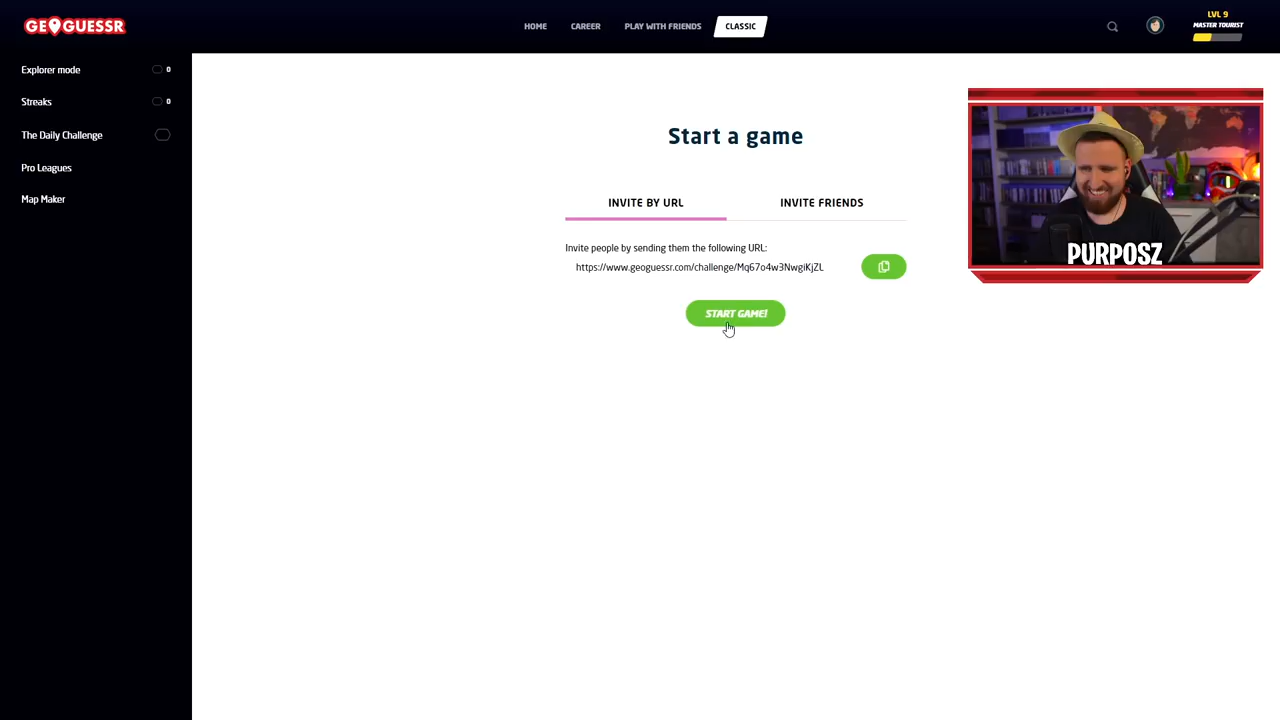 GEOGUESSR
HOME
CAREER
PLAY WITH FRIENDS
CLASSIC
LVL 9
MASTER TOURIST
Explorer mode
0
Streaks
0
The Daily Challenge
Pro Leagues
Map Maker
Start a game
INVITE BY URL
INVITE FRIENDS
Invite people by sending them the following URL:
https://www.geoguessr.com/challenge/Mq67o4w3NwgiKjZL
START GAME!
PURPOSZ